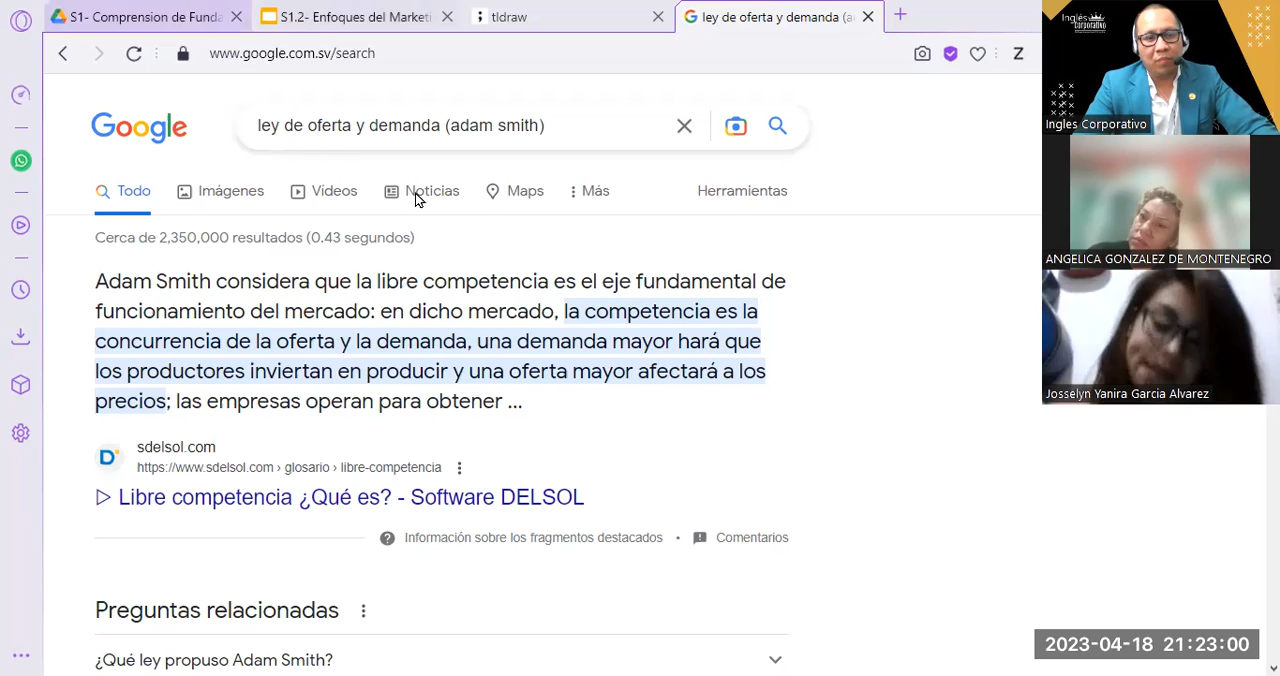 S1- Comprension de Funda
S1.2- Enfoques del Marketi
tldraw
ley de oferta y demanda (a
www.google.com.sv/search
Z
Google
ley de oferta y demanda (adam smith)
Todo
Imágenes
Videos
Noticias
Maps
Más
Herramientas
Cerca de 2,350,000 resultados (0.43 segundos)
Adam Smith considera que la libre competencia es el eje fundamental de
funcionamiento del mercado: en dicho mercado, la competencia es la
concurrencia de la oferta y la demanda, una demanda mayor hará que
los productores inviertan en producir y una oferta mayor afectará a los
precios; las empresas operan para obtener ...
D
sdelsol.com
https://www.sdelsol.com › glosario › libre-competencia
▷ Libre competencia ¿Qué es? - Software DELSOL
Información sobre los fragmentos destacados
•
Comentarios
Preguntas relacionadas
¿Qué ley propuso Adam Smith?
Inglés
Corporativo
Ingles Corporativo
ANGELICA GONZALEZ DE MONTENEGRO
Josselyn Yanira Garcia Alvarez
2023-04-18 21:23:00